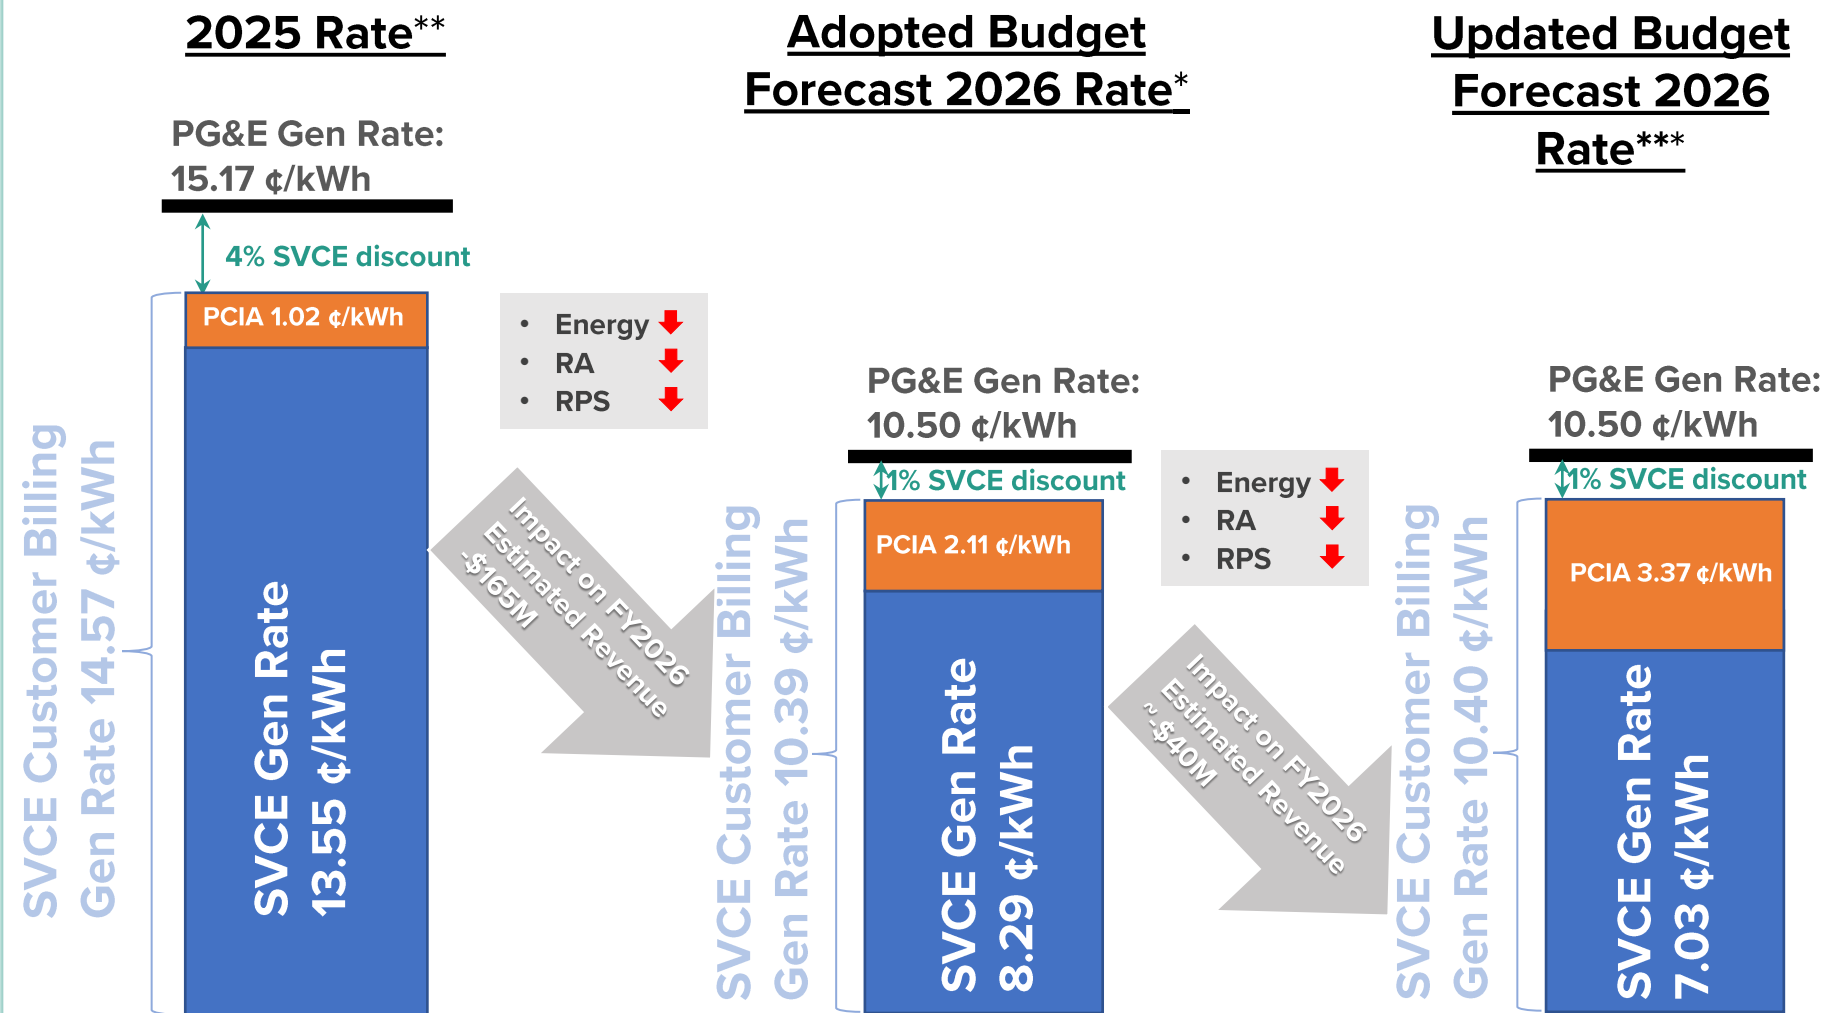 2025 Rate**
PG&E Gen Rate:
15.17 ¢/kWh
4% SVCE discount
PCIA 1.02 ¢/kWh
SVCE Gen Rate
13.55 ¢/kWh
SVCE Customer Billing
Gen Rate 14.57 ¢/kWh
• Energy
• RA
• RPS
Impact on FY2026
Estimated Revenue
-$165M
Adopted Budget
Forecast 2026 Rate*
PG&E Gen Rate:
10.50 ¢/kWh
1% SVCE discount
PCIA 2.11 ¢/kWh
SVCE Gen Rate
8.29 ¢/kWh
SVCE Customer Billing
Gen Rate 10.39 ¢/kWh
• Energy
• RA
• RPS
Impact on FY2026
Estimated Revenue
~-$40M
Updated Budget
Forecast 2026
Rate***
PG&E Gen Rate:
10.50 ¢/kWh
1% SVCE discount
PCIA 3.37 ¢/kWh
SVCE Gen Rate
7.03 ¢/kWh
SVCE Customer Billing
Gen Rate 10.40 ¢/kWh